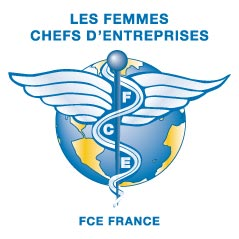 LES FEMMES
CHEFS D'ENTREPRISES
F
C
E
FCE FRANCE